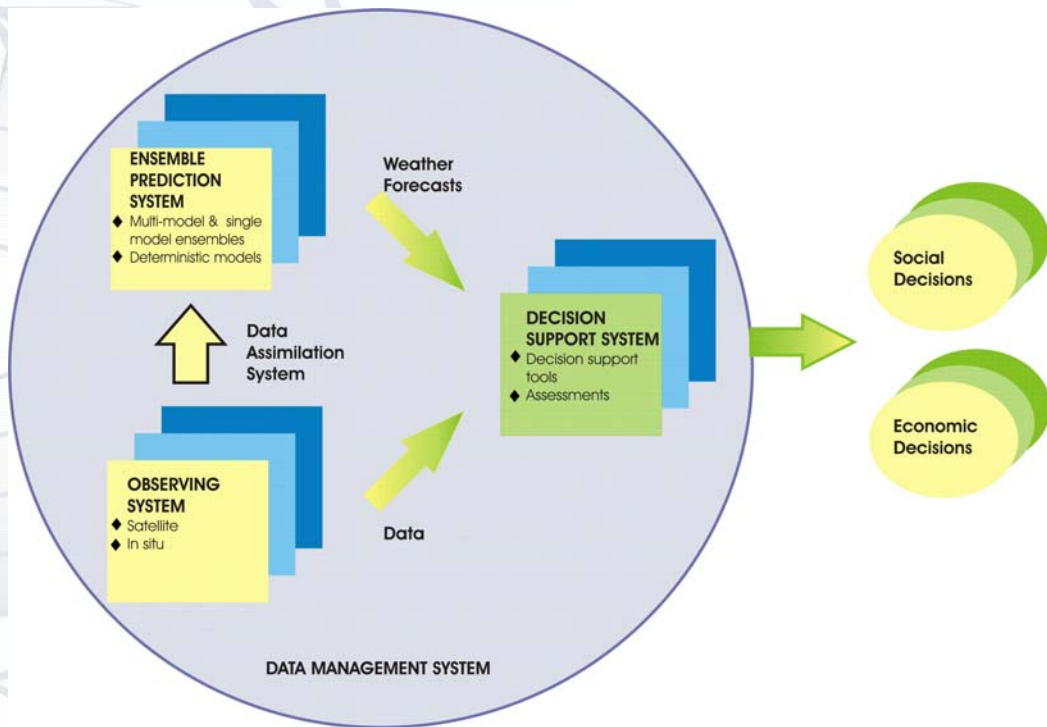 ENSEMBLE
PREDICTION
SYSTEM
♦ Multi-model & single
model ensembles
♦ Deterministic models
Weather
Forecasts
Data
Assimilation
System
OBSERVING
SYSTEM
♦ Satellite
♦ In situ
Data
DECISION
SUPPORT SYSTEM
♦ Decision support
tools
♦ Assessments
Social
Decisions
Economic
Decisions
DATA MANAGEMENT SYSTEM